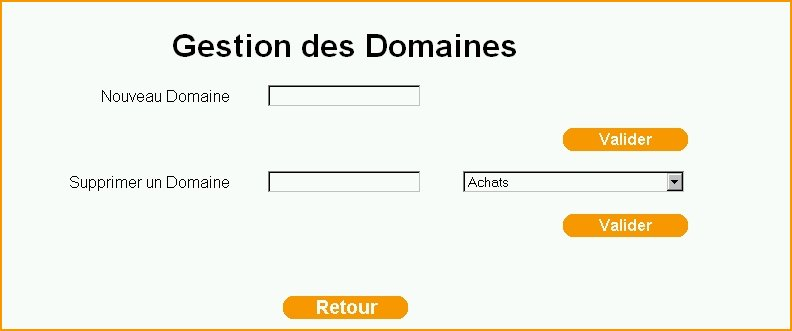 Gestion des Domaines
Nouveau Domaine
Valider
Supprimer un Domaine Achats
Valider
Retour